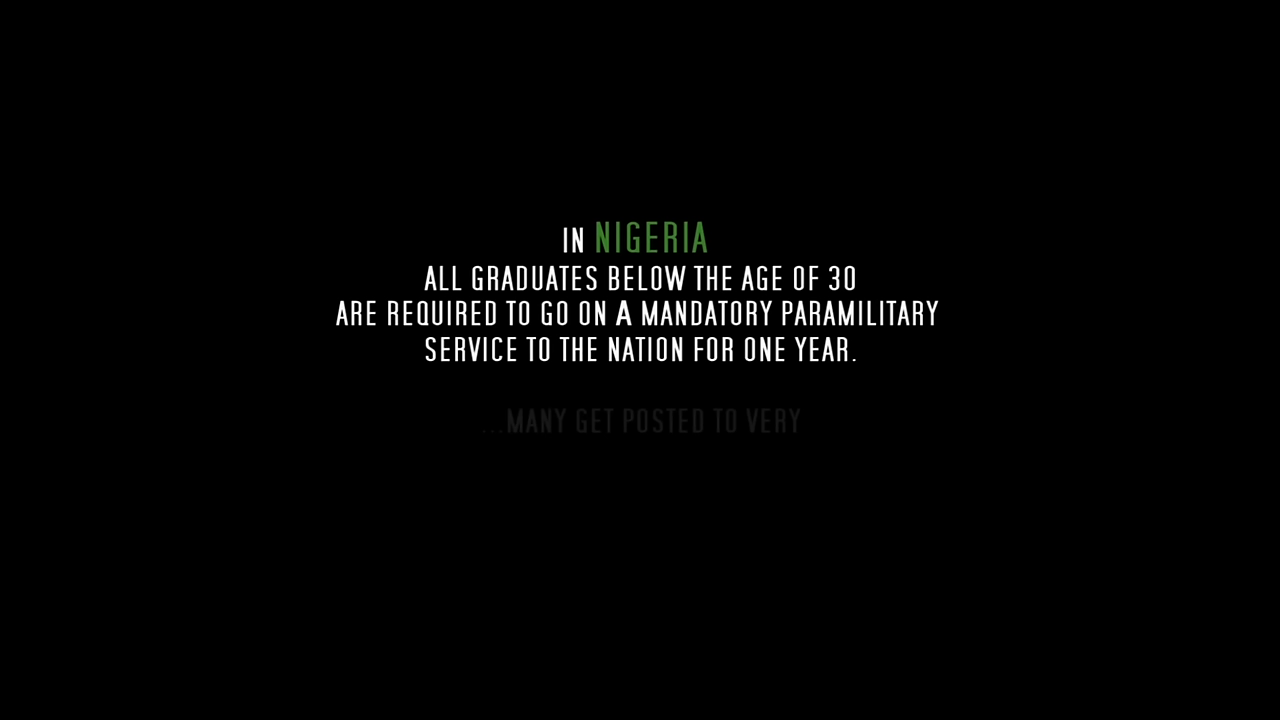 IN NIGERIA
ALL GRADUATES BELOW THE AGE OF 30
ARE REQUIRED TO GO ON A MANDATORY PARAMILITARY
SERVICE TO THE NATION FOR ONE YEAR.
...MANY GET POSTED TO VERY